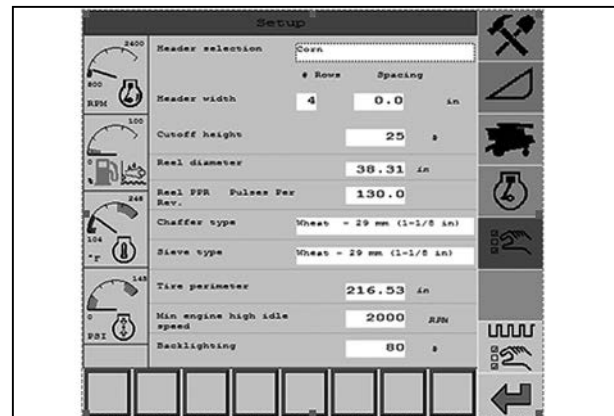 Setup
2400
800
RPM
100
0
%
248
104
°F
145
0
PSI
Header selection Corn
# Rows Spacing
Header width 4 0.0 in
Cutoff height 25
Reel diameter 38.31 in
Reel PPR Pulses Per
Rev. 130.0
Chaffer type Wheat - 29 mm (1-1/8 in)
Sieve type Wheat - 29 mm (1-1/8 in)
Tire perimeter 216.53 in
Min engine high idle
speed 2000 RPM
Backlighting 80